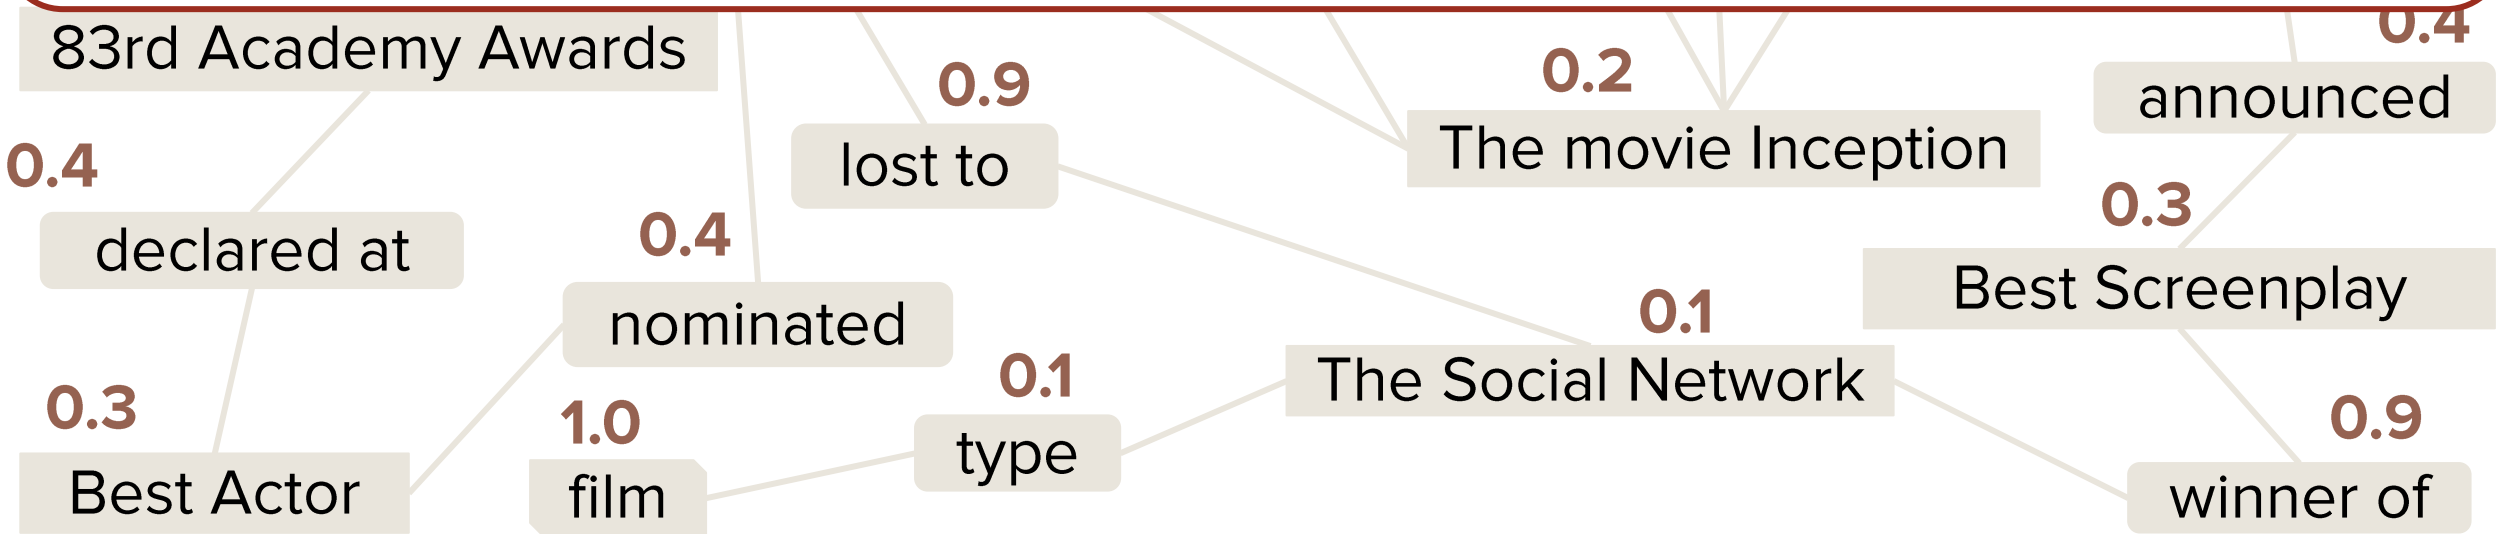 83rd Academy Awards
0.4
0.9
0.2
The movie Inception
announced
lost to
0.4
declared at
0.4
0.3
nominated
Best Screenplay
0.1
The Social Network
0.1
0.3
1.0
type
0.9
Best Actor
film
winner of